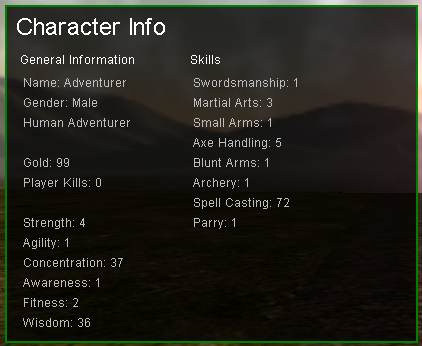 Character Info
General Information
Name: Adventurer
Gender: Male
Human Adventurer
Gold: 99
Player Kills: 0
Strength: 4
Agility: 1
Concentration: 37
Awareness: 1
Fitness: 2
Wisdom: 36
Skills
Swordsmanship: 1
Martial Arts: 3
Small Arms: 1
Axe Handling: 5
Blunt Arms: 1
Archery: 1
Spell Casting: 72
Parry: 1